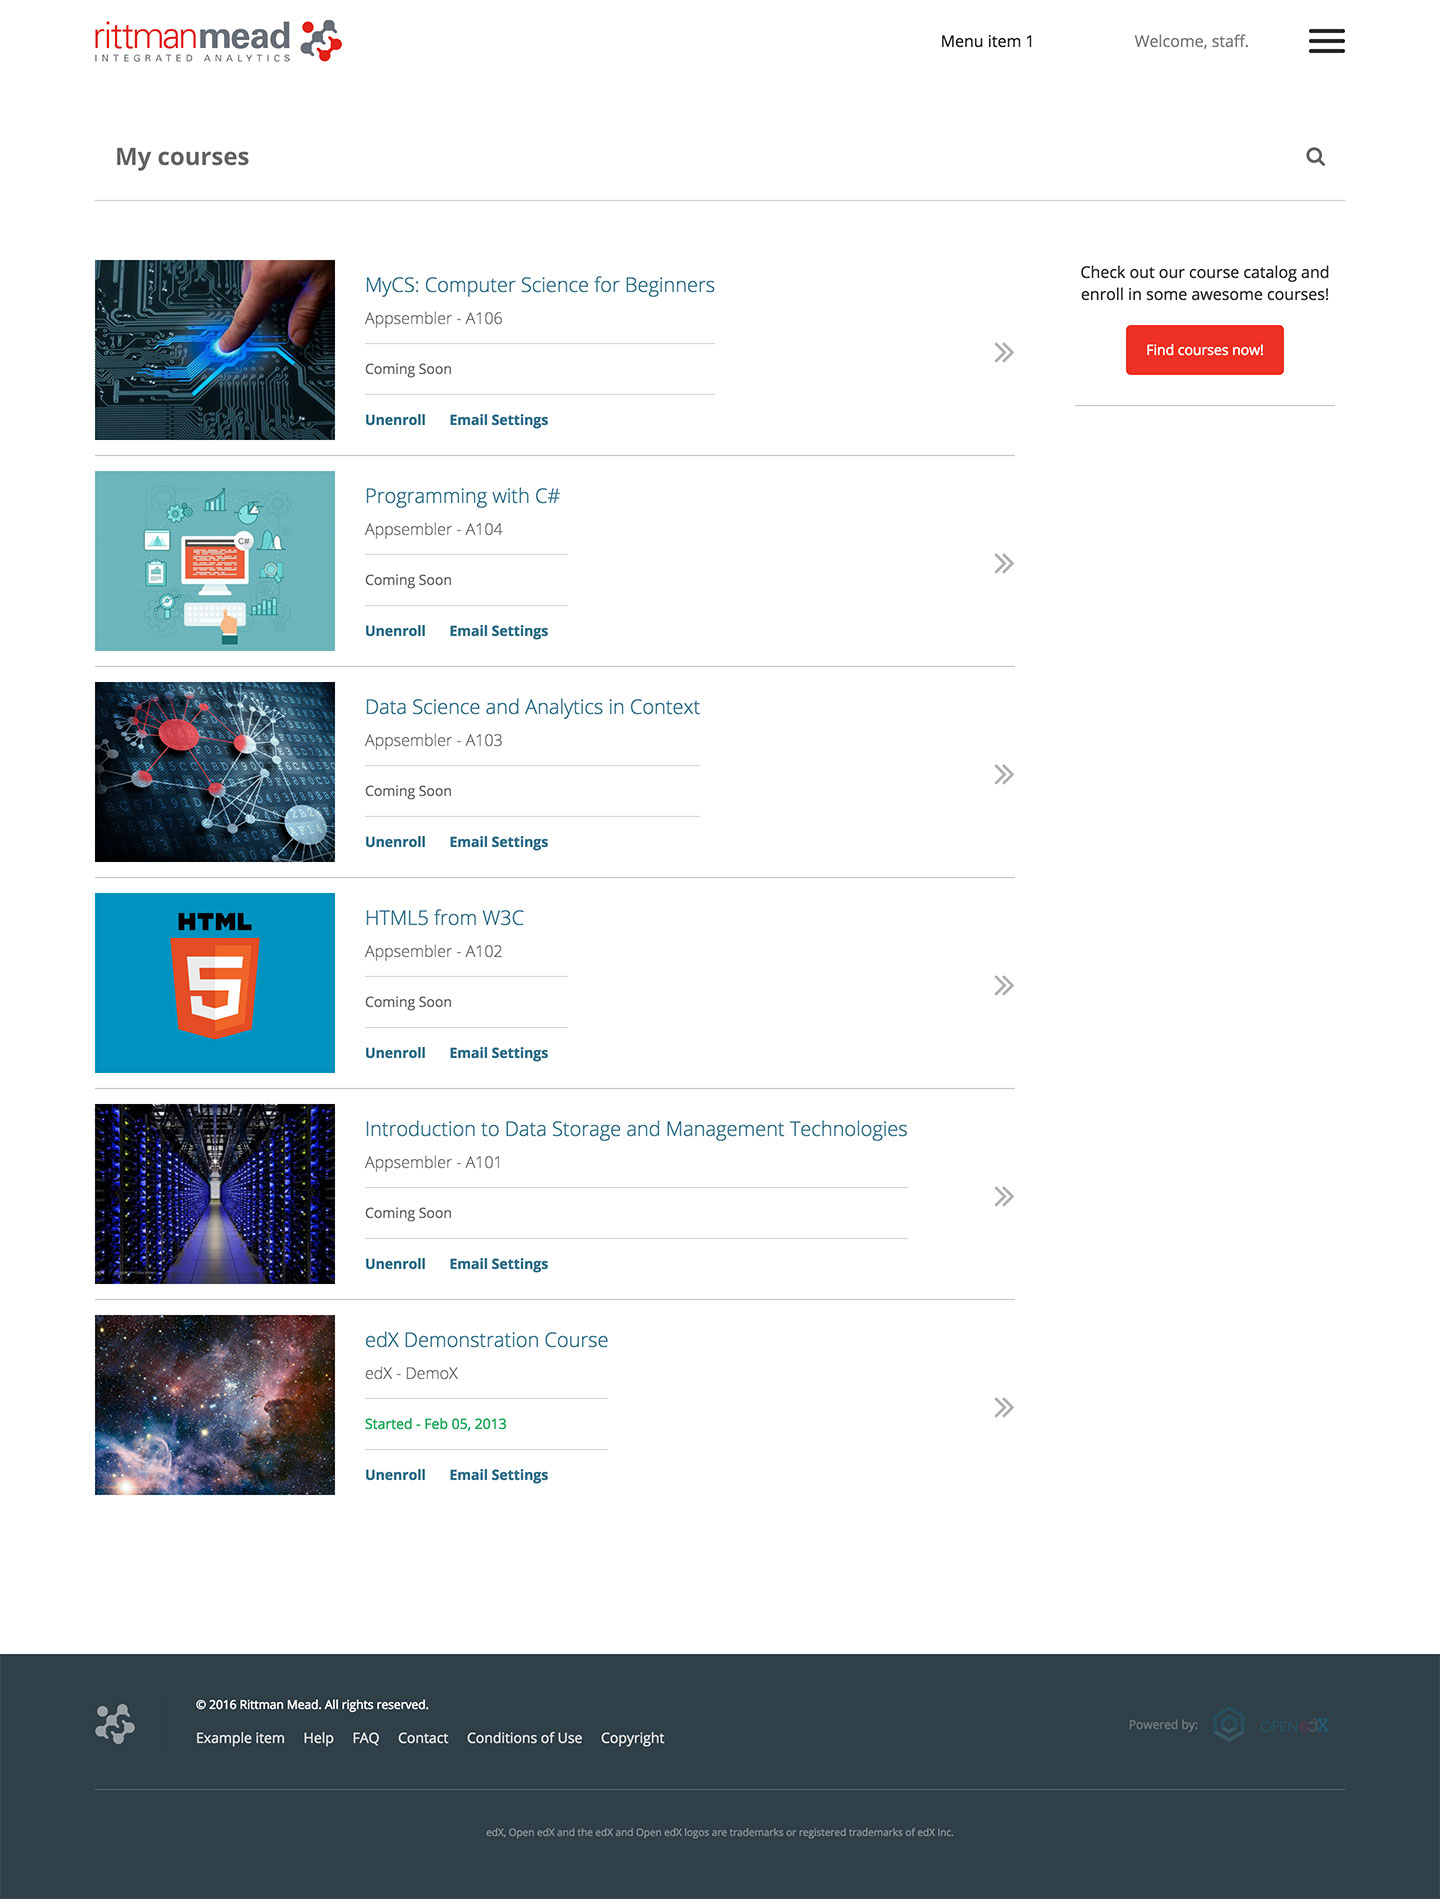 rittmanmead
INTEGRATED ANALYTICS
Menu item 1
Welcome, staff.
My courses
MyCS: Computer Science for Beginners
Appsembler - A106
Coming Soon
Unenroll Email Settings
Check out our course catalog and
enroll in some awesome courses!
Find courses now!
C#
Programming with C#
Appsembler - A104
Coming Soon
Unenroll Email Settings
Data Science and Analytics in Context
Appsembler - A103
Coming Soon
Unenroll Email Settings
HTML
5
HTML5 from W3C
Appsembler - A102
Coming Soon
Unenroll Email Settings
Introduction to Data Storage and Management Technologies
Appsembler - A101
Coming Soon
Unenroll Email Settings
edX Demonstration Course
edX - DemoX
Started - Feb 05, 2013
Unenroll Email Settings
© 2016 Rittman Mead. All rights reserved.
Example item Help FAQ Contact Conditions of Use Copyright
Powered by:
OPEN edX
edX, Open edX and the edX and Open edX logos are trademarks or registered trademarks of edX Inc.